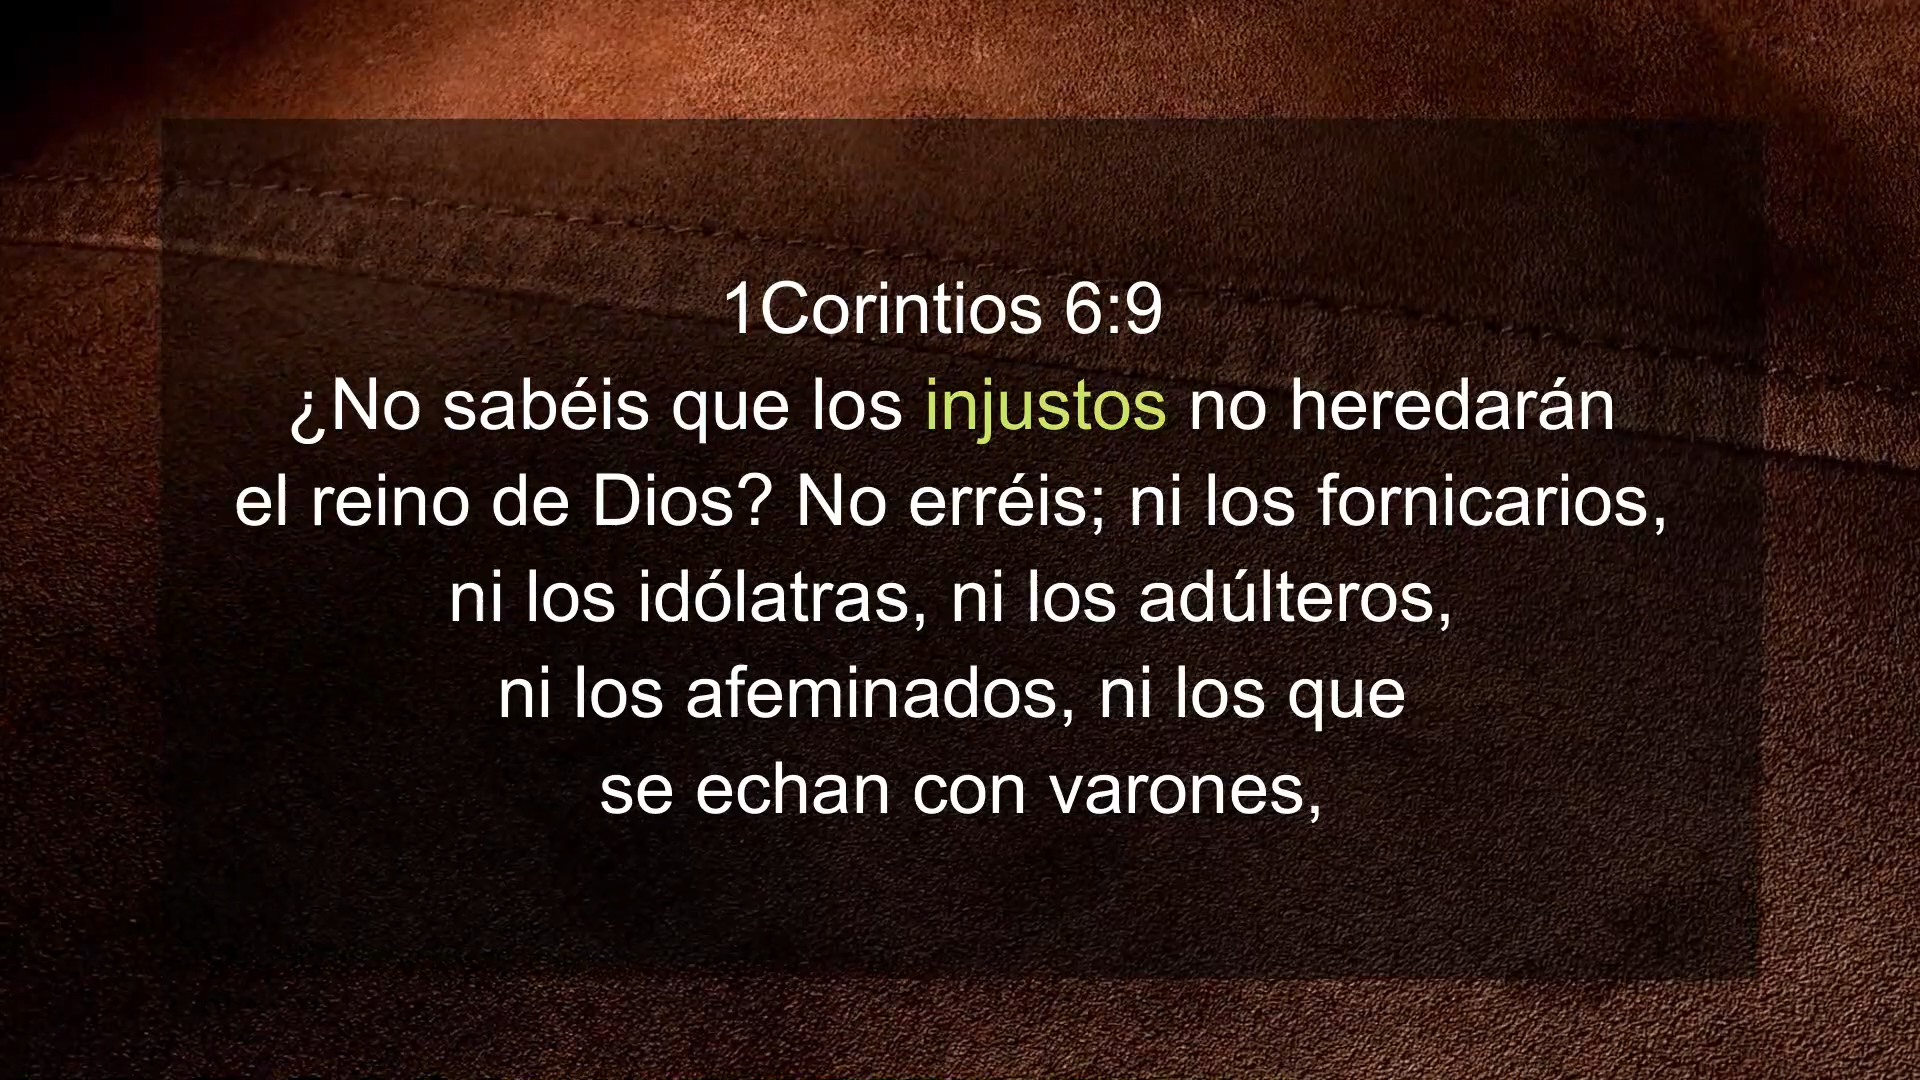 1Corintios 6:9
¿No sabéis que los injustos no heredarán
el reino de Dios? No erréis; ni los fornicarios,
ni los idólatras, ni los adúlteros,
ni los afeminados, ni los que
se echan con varones,